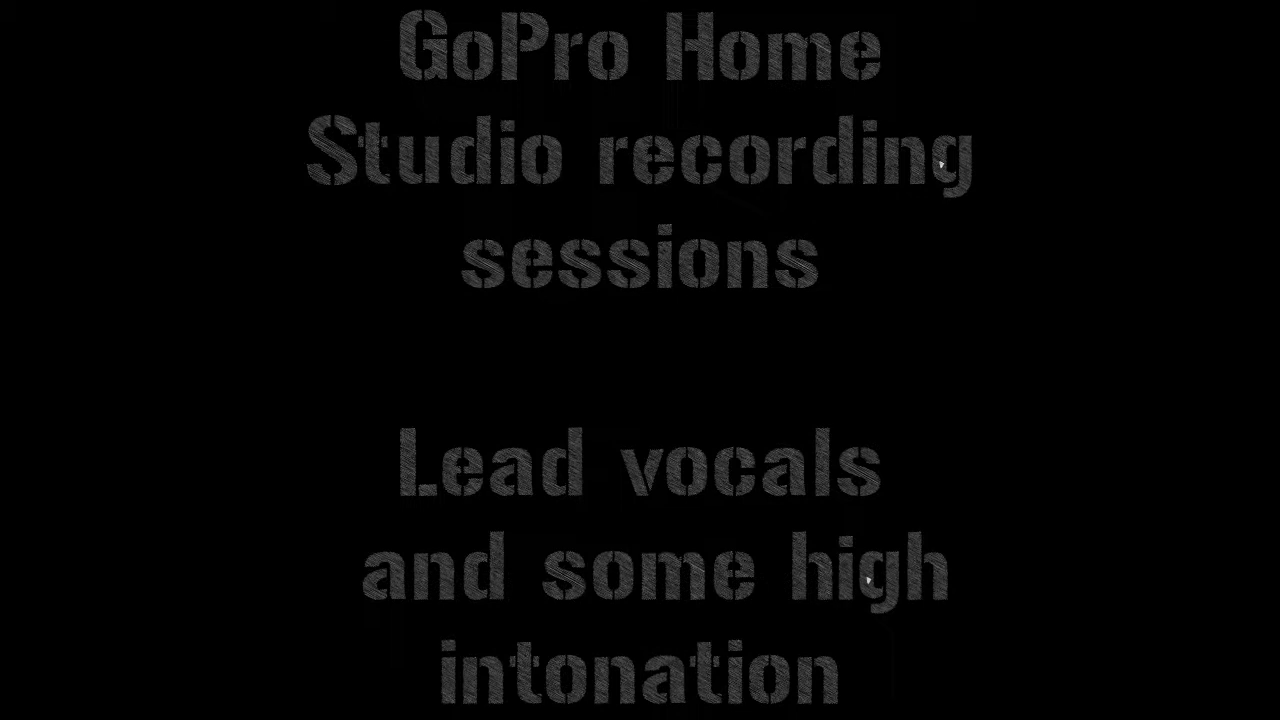 GoPro Home
Studio recording
sessions
Lead vocals
and some high
intonation